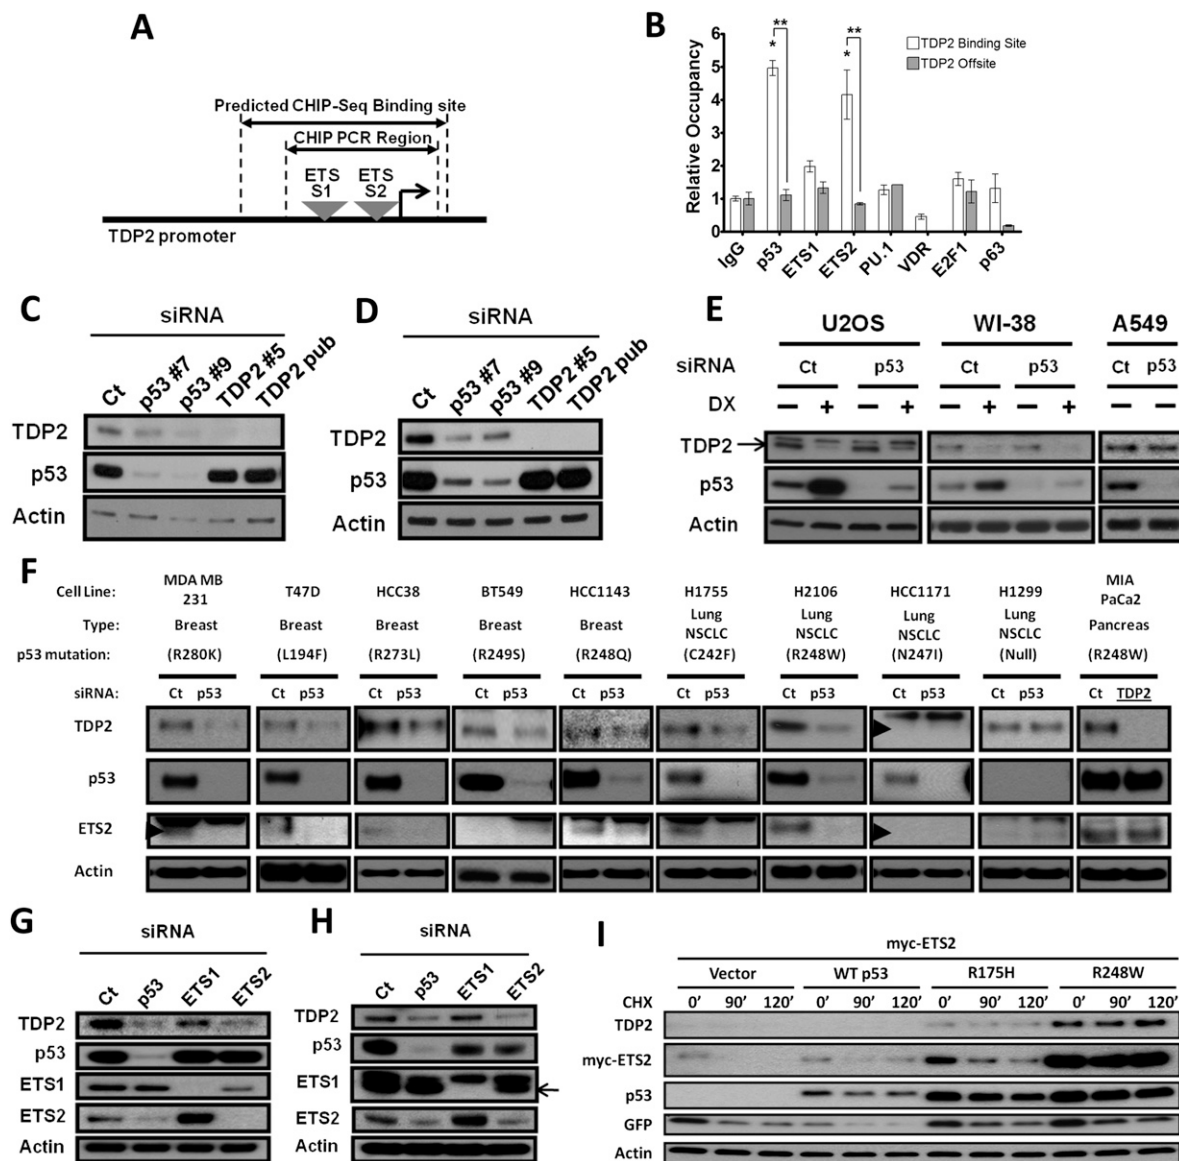 A
Predicted CHIP-Seq Binding site
CHIP PCR Region
ETS S1
ETS S2
TDP2 promoter
B
Relative Occupancy
6
5
4
3
2
1
0
** **
* *
TDP2 Binding Site
TDP2 Offsite
IgG p53 ETS1 ETS2 PU.1 VDR E2F1 p63
C
siRNA
Ct p53 #7 p53 #9 TDP2 #5 TDP2 pub
TDP2
p53
Actin
D
siRNA
Ct p53 #7 p53 #9 TDP2 #5 TDP2 pub
TDP2
p53
Actin
E
U2OS WI-38 A549
siRNA Ct p53 Ct p53 Ct p53
DX − + − + − + − + − −
TDP2
p53
Actin
F
Cell Line: MDA MB 231 T47D HCC38 BT549 HCC1143 H1755 H2106 HCC1171 H1299 MIA PaCa2
Type: Breast Breast Breast Breast Breast Lung NSCLC Lung NSCLC Lung NSCLC Lung NSCLC Pancreas
p53 mutation: (R280K) (L194F) (R273L) (R249S) (R248Q) (C242F) (R248W) (N247I) (Null) (R248W)
siRNA: Ct p53 Ct p53 Ct p53 Ct p53 Ct p53 Ct p53 Ct p53 Ct p53 Ct p53 Ct TDP2
TDP2
p53
ETS2
Actin
G
siRNA
Ct p53 ETS1 ETS2
TDP2
p53
ETS1
ETS2
Actin
H
siRNA
Ct p53 ETS1 ETS2
TDP2
p53
ETS1
ETS2
Actin
I
myc-ETS2
Vector WT p53 R175H R248W
CHX 0' 90' 120' 0' 90' 120' 0' 90' 120' 0' 90' 120'
TDP2
myc-ETS2
p53
GFP
Actin